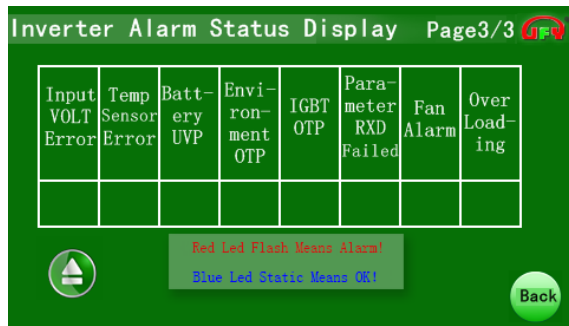 Inverter Alarm Status Display Page3/3 GFV
Input VOLT Error
Temp Sensor Error
Batt-ery UVP
Envi-ron-ment OTP
IGBT OTP
Para-meter RXD Failed
Fan Alarm
Over Load-ing
Red Led Flash Means Alarm!
Blue Led Static Means OK!
Back